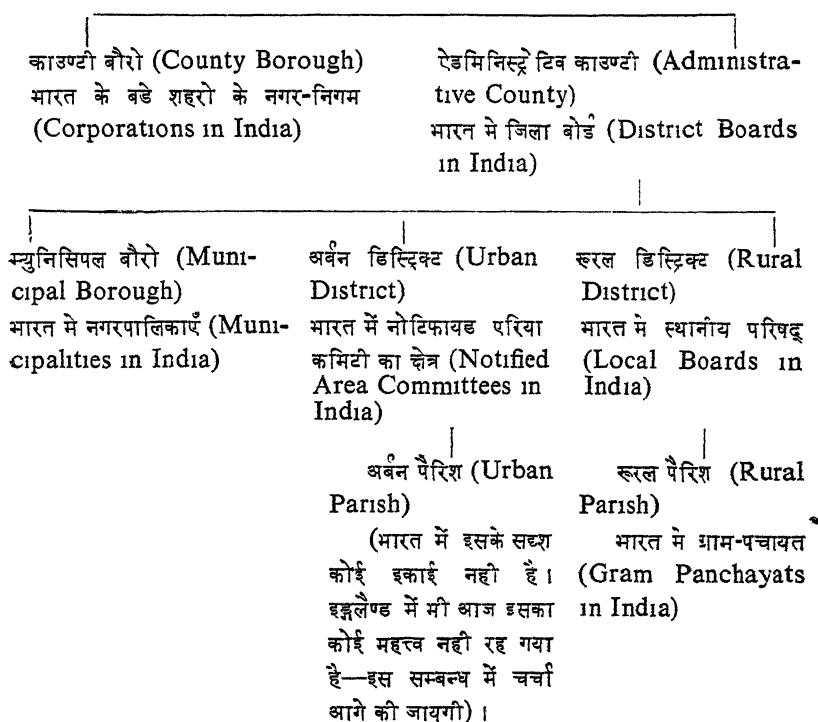 काउण्टी बौरो (County Borough)
भारत के बडे शहरो के नगर-निगम
(Corporations in India)
ऐडमिनिस्ट्रेटिव काउण्टी (Administra-
tive County)
भारत मे जिला बोर्ड (District Boards
in India)
म्युनिसिपल बौरो (Muni-
cipal Borough)
भारत मे नगरपालिकाएँ (Muni-
cipalities in India)
अर्बन डिस्ट्रिक्ट (Urban
District)
भारत में नोटिफायड एरिया
कमिटी का क्षेत्र (Notified
Area Committees in
India)
रूरल डिस्ट्रिक्ट (Rural
District)
भारत मे स्थानीय परिषद्
(Local Boards in
India)
अर्बन पैरिश (Urban
Parish)
(भारत में इसके सदृश
कोई इकाई नही है।
इङ्गलैण्ड में भी आज इसका
कोई महत्त्व नही रह गया
है—इस सम्बन्ध में चर्चा
आगे की जायगी)।
रूरल पैरिश (Rural
Parish)
भारत मे ग्राम-पचायत
(Gram Panchayats
in India)